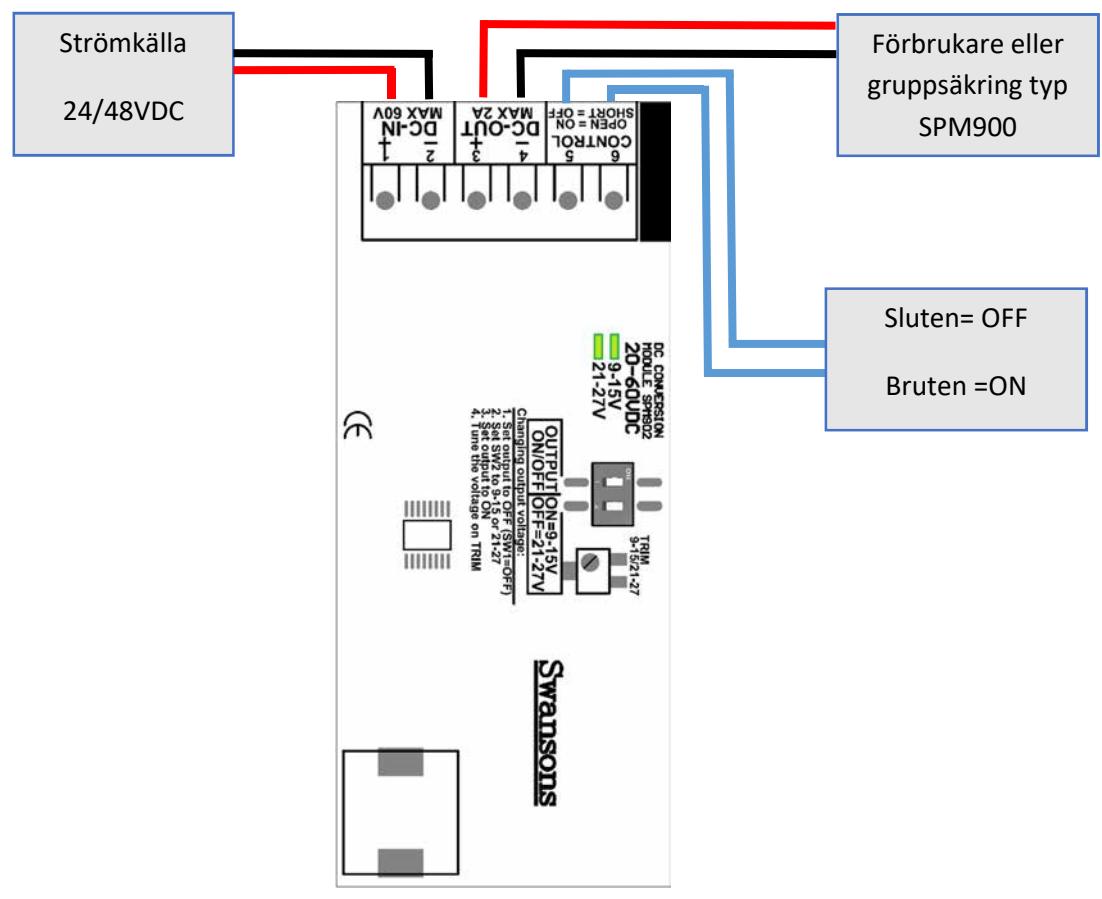 Strömkälla
24/48VDC
Förbrukare eller
gruppsäkring typ
SPM900
Sluten= OFF
Bruten =ON
DC-IN
MAX 60V
+ -
1 2
DC-OUT
MAX 2A
+ -
3 4
CONTROL
OPEN = ON
SHORT = OFF
5 6
DC CONVERSION
MODULE SPM902
20-60VDC
9-15V
21-27V
ON
1 2
OUTPUT ON=9-15V
ON/OFF OFF=21-27V
TRIM
9-15/21-27
Changing output voltage:
1. Set output to OFF (SW1=OFF)
2. Set SW2 to 9-15 or 21-27
3. Set output to ON
4. Tune the voltage on TRIM
CE
Swansons